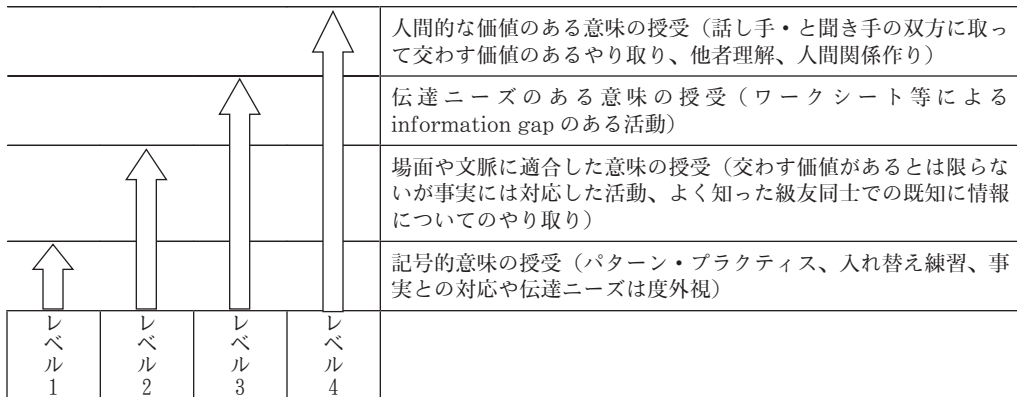 人間的な価値のある意味の授受（話し手・と聞き手の双方に取っ
て交わす価値のあるやり取り、他者理解、人間関係作り）
伝達ニーズのある意味の授受（ワークシート等による
information gap のある活動）
場面や文脈に適合した意味の授受（交わす価値があるとは限らな
いが事実には対応した活動、よく知った級友同士での既知に情報
についてのやり取り）
記号的意味の授受（パターン・プラクティス、入れ替え練習、事
実との対応や伝達ニーズは度外視）
レベル1
レベル2
レベル3
レベル4